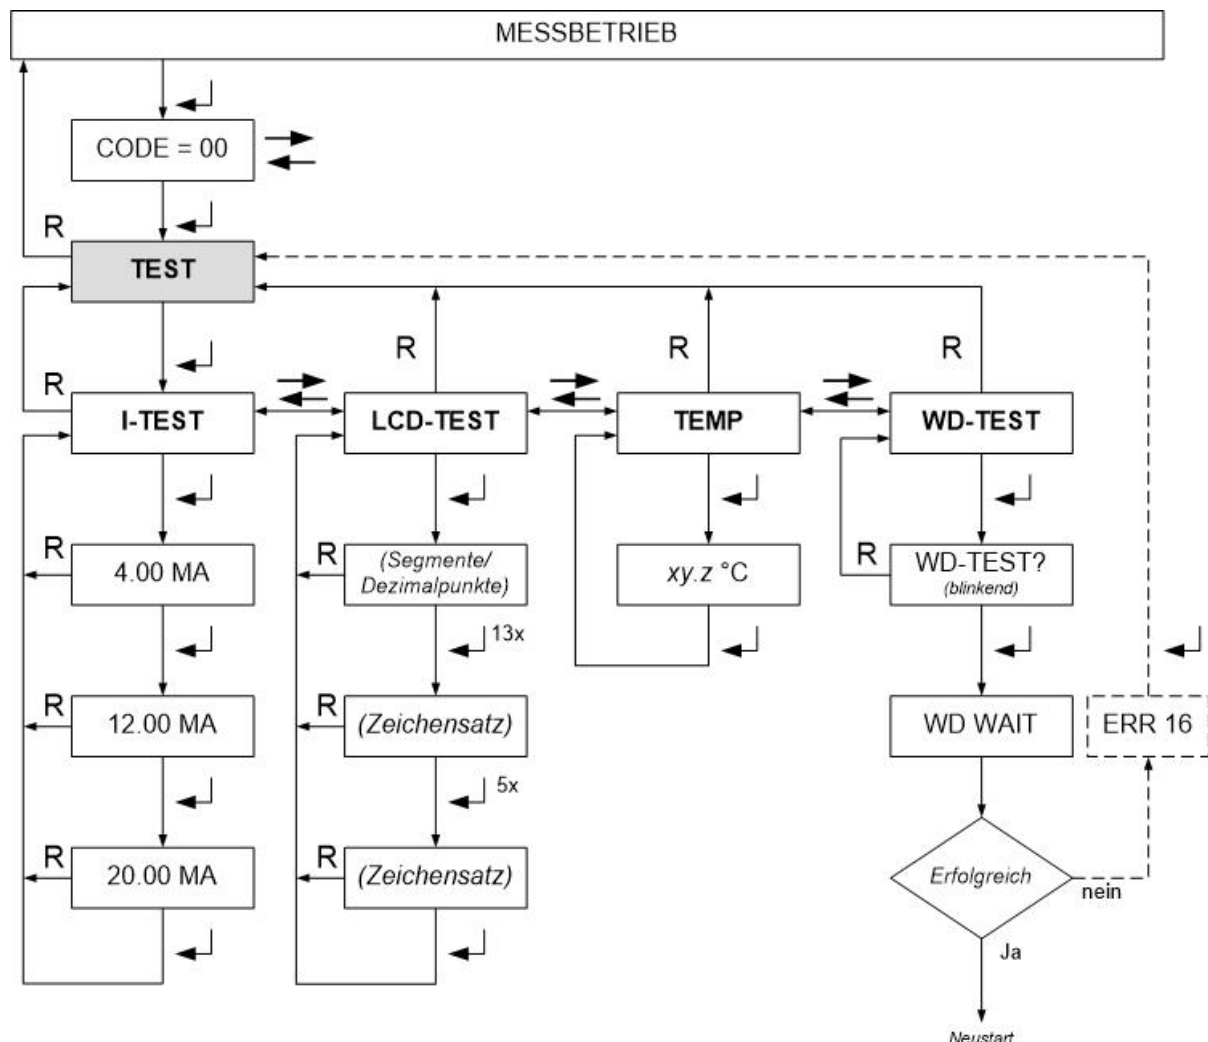 MESSBETRIEB
CODE = 00
R
TEST
R
R
R
R
I-TEST
LCD-TEST
TEMP
WD-TEST
R
4.00 MA
R
(Segmente/
Dezimalpunkte)
xy.z °C
R
WD-TEST?
(blinkend)
13x
R
12.00 MA
R
(Zeichensatz)
WD WAIT
ERR 16
5x
R
20.00 MA
R
(Zeichensatz)
Erfolgreich
nein
Ja
Neustart